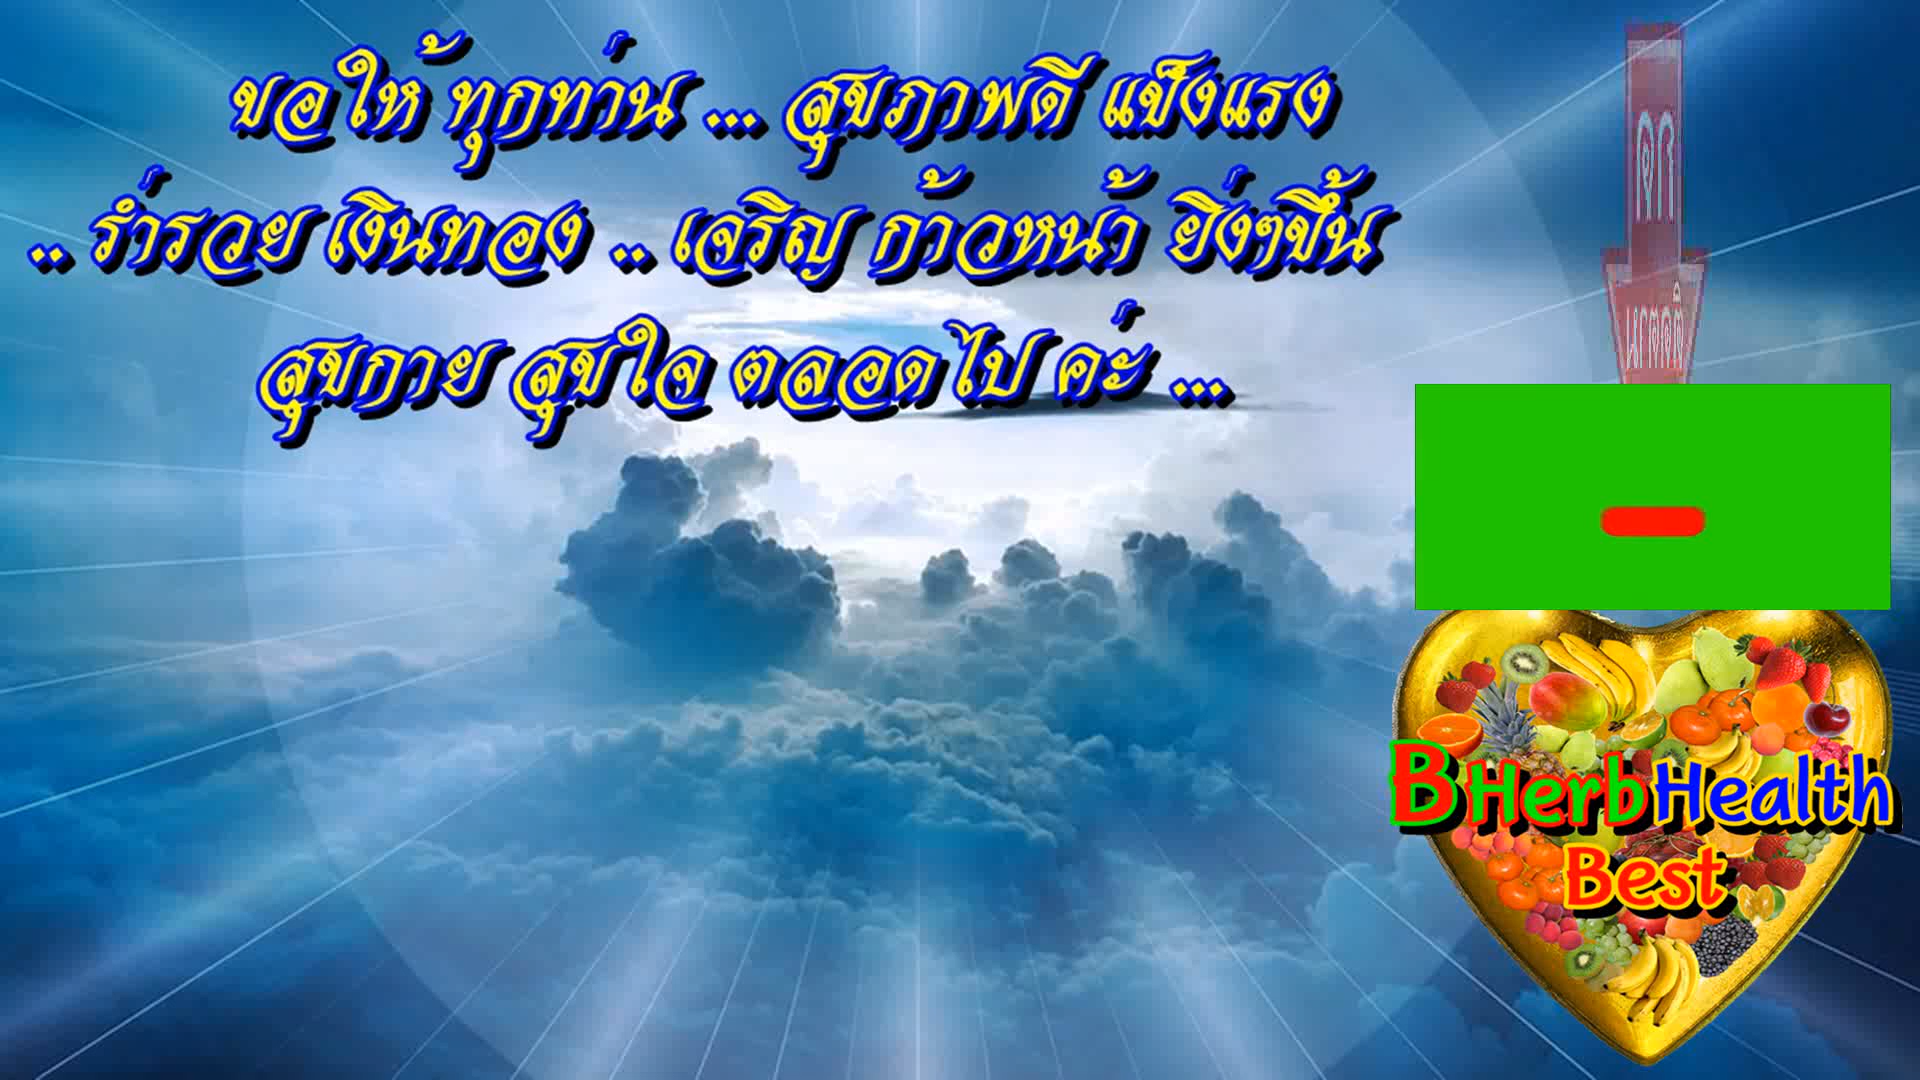 ขอให้ ทุกท่าน ... สุขภาพดี แข็งแรง
.. ร่ำรวย เงินทอง .. เจริญ ก้าวหน้า ยิ่งๆขึ้น
สุขกาย สุขใจ ตลอดไป ค่ะ ...
BHerbHealth
Best